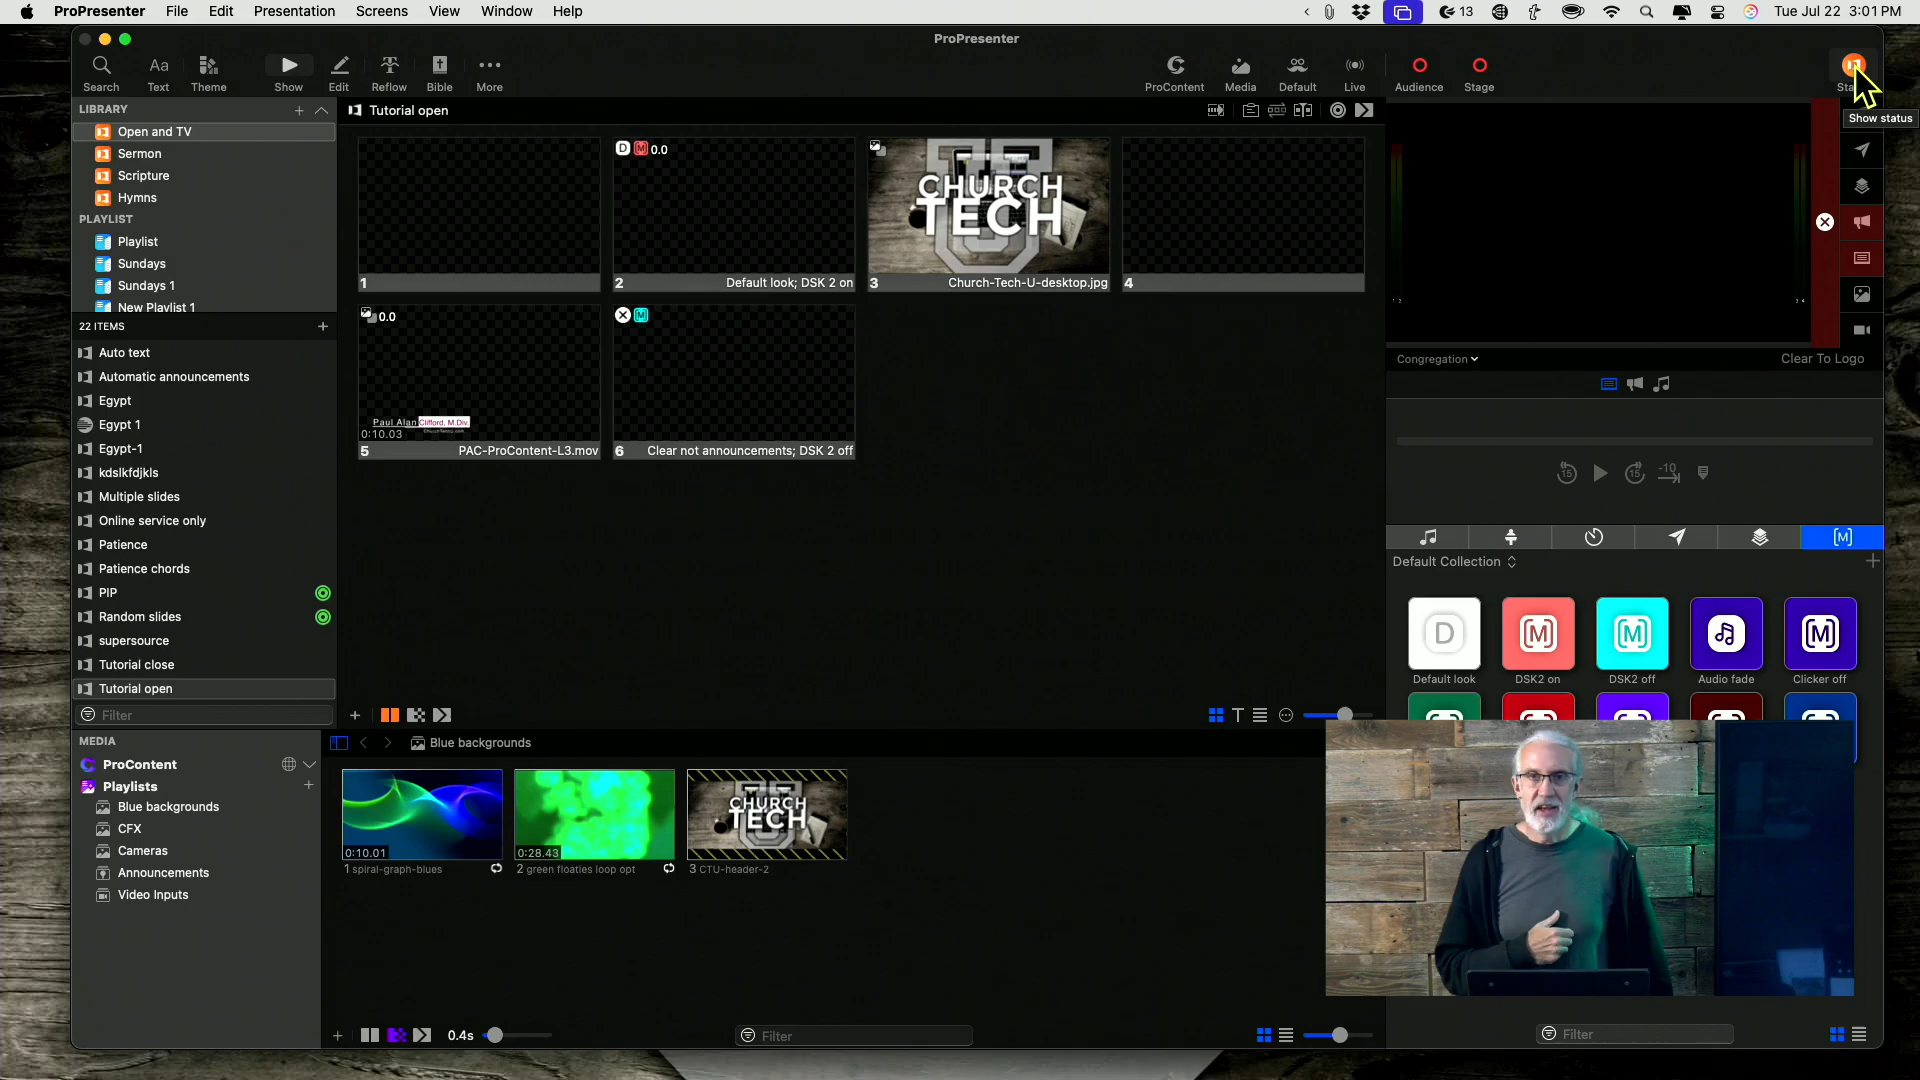 ProPresenter File Edit Presentation Screens View Window Help
13
Tue Jul 22 3:01 PM
ProPresenter
Search Text Theme Show Edit Reflow Bible More
ProContent Media Default Live Audience Stage
Show status
LIBRARY
Open and TV
Sermon
Scripture
Hymns
PLAYLIST
Playlist
Sundays
Sundays 1
New Playlist 1
22 ITEMS
Auto text
Automatic announcements
Egypt
Egypt 1
Egypt-1
kdslkfdjkls
Multiple slides
Online service only
Patience
Patience chords
PIP
Random slides
supersource
Tutorial close
Tutorial open
Filter
Tutorial open
1
D M 0.0
2 Default look; DSK 2 on
CHURCH
TECH
3 Church-Tech-U-desktop.jpg
4
0.0
Paul Alan Clifford, M.Div.
0:10.03
5 PAC-ProContent-L3.mov
M
6 Clear not announcements; DSK 2 off
Congregation
Clear To Logo
15 15 -10
[M]
Default Collection
D [M] [M] [M]
Default look DSK2 on DSK2 off Audio fade Clicker off
MEDIA
ProContent
Playlists
Blue backgrounds
CFX
Cameras
Announcements
Video Inputs
Blue backgrounds
0:10.01
1 spiral-graph-blues
0:28.43
2 green floaties loop opt
CHURCH
TECH
3 CTU-header-2
0.4s
Filter
Filter